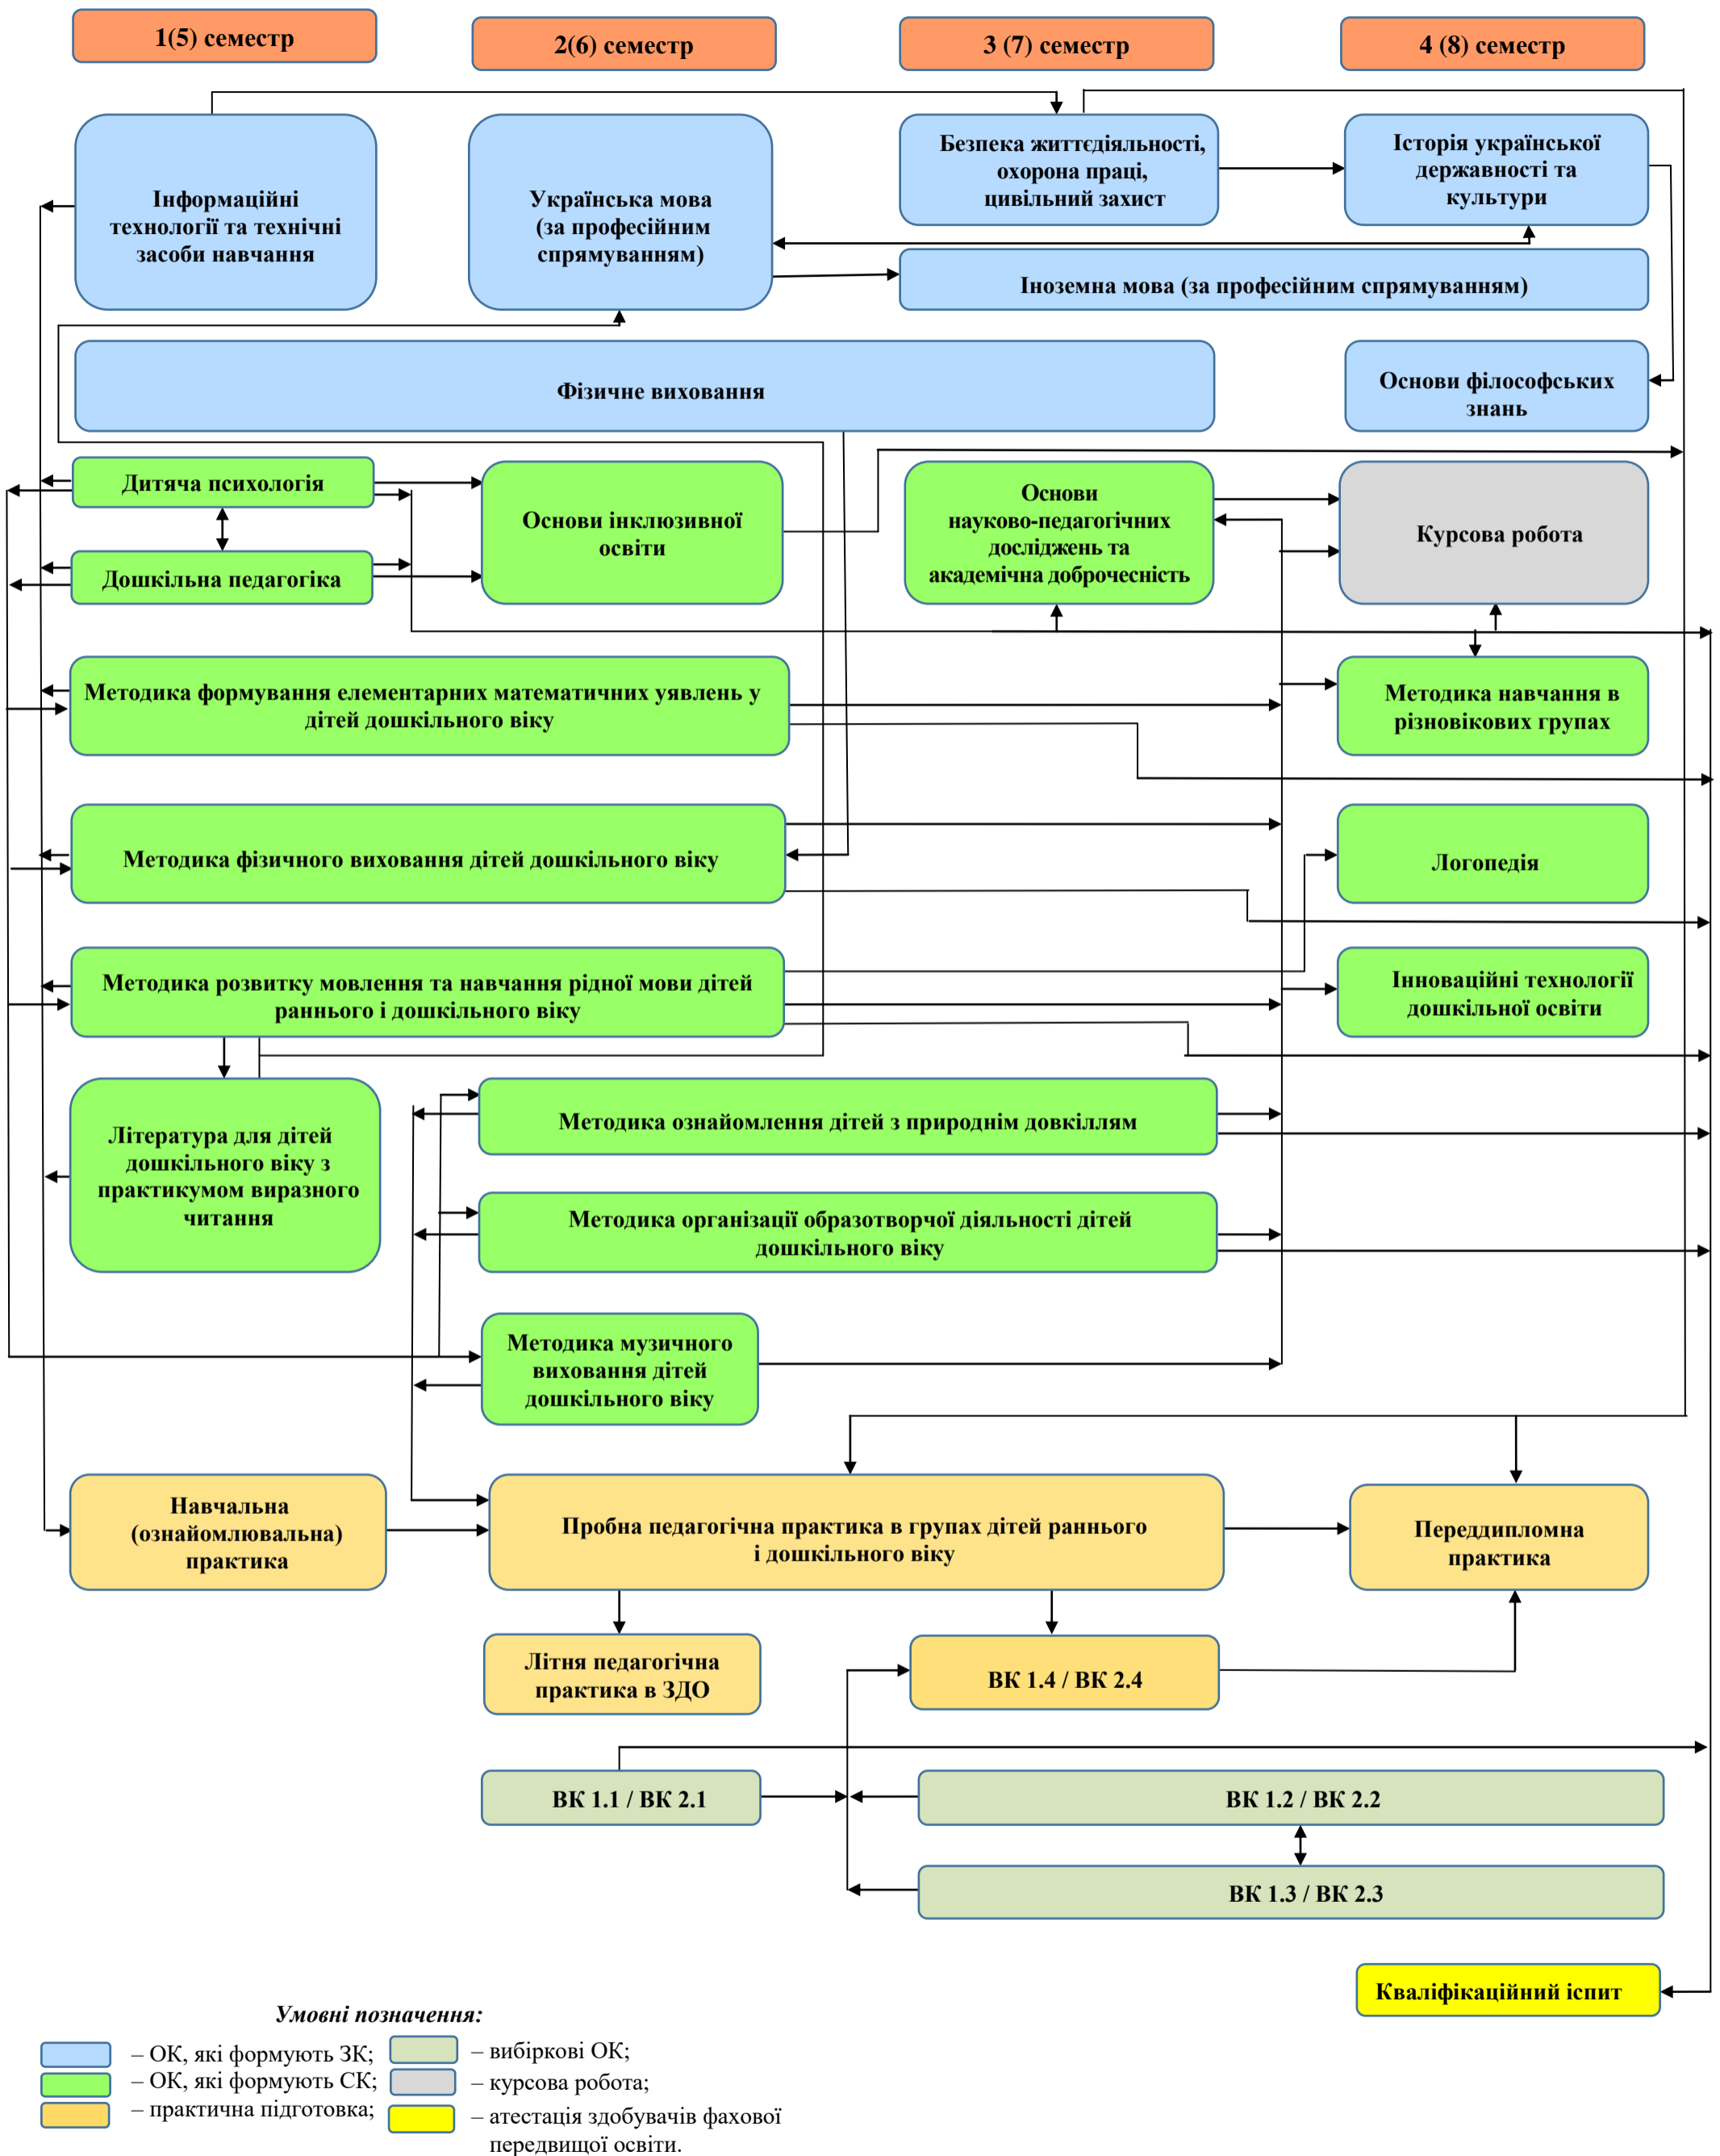 1(5) семестр
2(6) семестр
3 (7) семестр
4 (8) семестр
Інформаційні
технології та технічні
засоби навчання
Українська мова
(за професійним
спрямуванням)
Безпека життєдіяльності,
охорона праці,
цивільний захист
Історія української
державності та
культури
Іноземна мова (за професійним спрямуванням)
Фізичне виховання
Основи філософських
знань
Дитяча психологія
Дошкільна педагогіка
Основи інклюзивної
освіти
Основи
науково-педагогічних
досліджень та
академічна доброчесність
Курсова робота
Методика формування елементарних математичних уявлень у
дітей дошкільного віку
Методика навчання в
різновікових групах
Методика фізичного виховання дітей дошкільного віку
Логопедія
Методика розвитку мовлення та навчання рідної мови дітей
раннього і дошкільного віку
Інноваційні технології
дошкільної освіти
Література для дітей
дошкільного віку з
практикумом виразного
читання
Методика ознайомлення дітей з природнім довкіллям
Методика організації образотворчої діяльності дітей
дошкільного віку
Методика музичного
виховання дітей
дошкільного віку
Навчальна
(ознайомлювальна)
практика
Пробна педагогічна практика в групах дітей раннього
і дошкільного віку
Переддипломна
практика
Літня педагогічна
практика в ЗДО
ВК 1.4 / ВК 2.4
ВК 1.1 / ВК 2.1
ВК 1.2 / ВК 2.2
ВК 1.3 / ВК 2.3
Кваліфікаційний іспит
Умовні позначення:
– ОК, які формують ЗК;
– ОК, які формують СК;
– практична підготовка;
– вибіркові ОК;
– курсова робота;
– атестація здобувачів фахової
передвищої освіти.